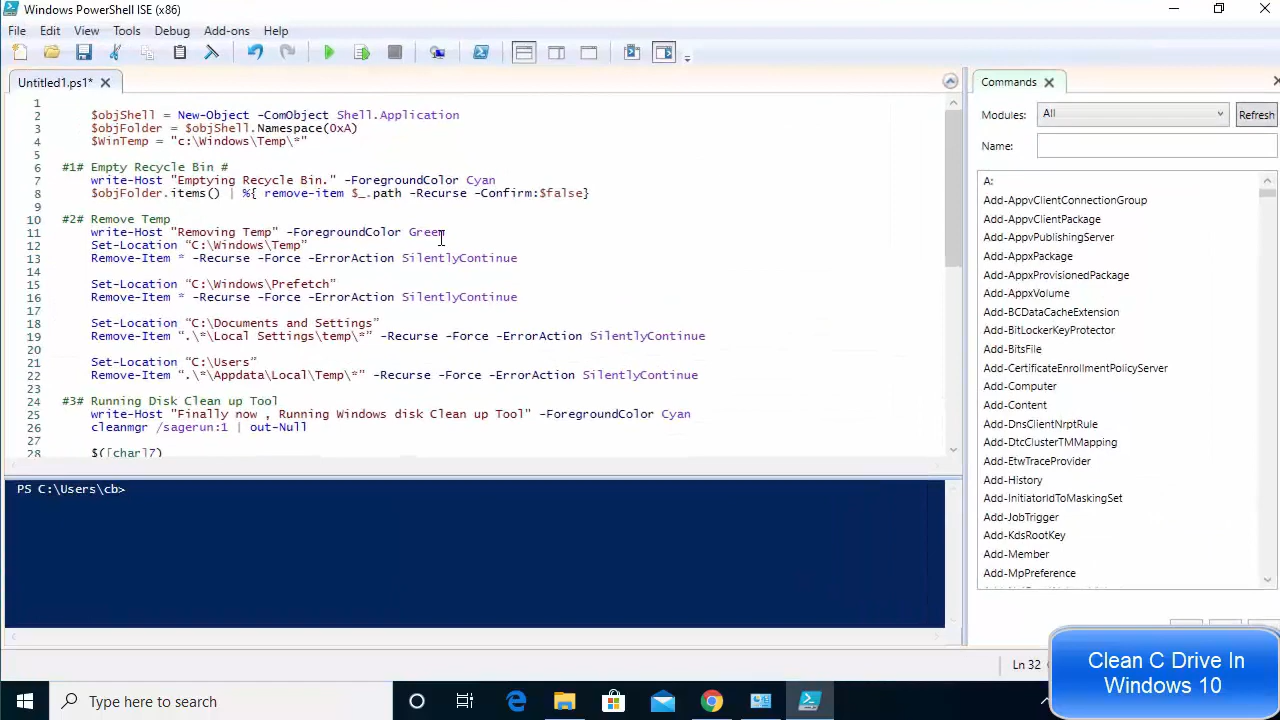 Windows PowerShell ISE (x86)
File Edit View Tools Debug Add-ons Help
Untitled1.ps1*
1
2 $objShell = New-Object -ComObject Shell.Application
3 $objFolder = $objShell.Namespace(0xA)
4 $WinTemp = "c:\Windows\Temp\*"
5
6 #1# Empty Recycle Bin #
7 write-Host "Emptying Recycle Bin." -ForegroundColor Cyan
8 $objFolder.items() | %{ remove-item $_.path -Recurse -Confirm:$false}
9
10 #2# Remove Temp
11 write-Host "Removing Temp" -ForegroundColor Green
12 Set-Location “C:\Windows\Temp”
13 Remove-Item * -Recurse -Force -ErrorAction SilentlyContinue
14
15 Set-Location “C:\Windows\Prefetch”
16 Remove-Item * -Recurse -Force -ErrorAction SilentlyContinue
17
18 Set-Location “C:\Documents and Settings”
19 Remove-Item “.\*\Local Settings\temp\*” -Recurse -Force -ErrorAction SilentlyContinue
20
21 Set-Location “C:\Users”
22 Remove-Item “.\*\Appdata\Local\Temp\*” -Recurse -Force -ErrorAction SilentlyContinue
23
24 #3# Running Disk Clean up Tool
25 write-Host "Finally now , Running Windows disk Clean up Tool" -ForegroundColor Cyan
26 cleanmgr /sagerun:1 | out-Null
27
28 $([char]7)
PS C:\Users\cb>
Commands
Modules: All Refresh
Name:
A:
Add-AppvClientConnectionGroup
Add-AppvClientPackage
Add-AppvPublishingServer
Add-AppxPackage
Add-AppxProvisionedPackage
Add-AppxVolume
Add-BCDataCacheExtension
Add-BitLockerKeyProtector
Add-BitsFile
Add-CertificateEnrollmentPolicyServer
Add-Computer
Add-Content
Add-DnsClientNrptRule
Add-DtcClusterTMMapping
Add-EtwTraceProvider
Add-History
Add-InitiatorIdToMaskingSet
Add-JobTrigger
Add-KdsRootKey
Add-Member
Add-MpPreference
Ln 32
Clean C Drive In
Windows 10
Type here to search